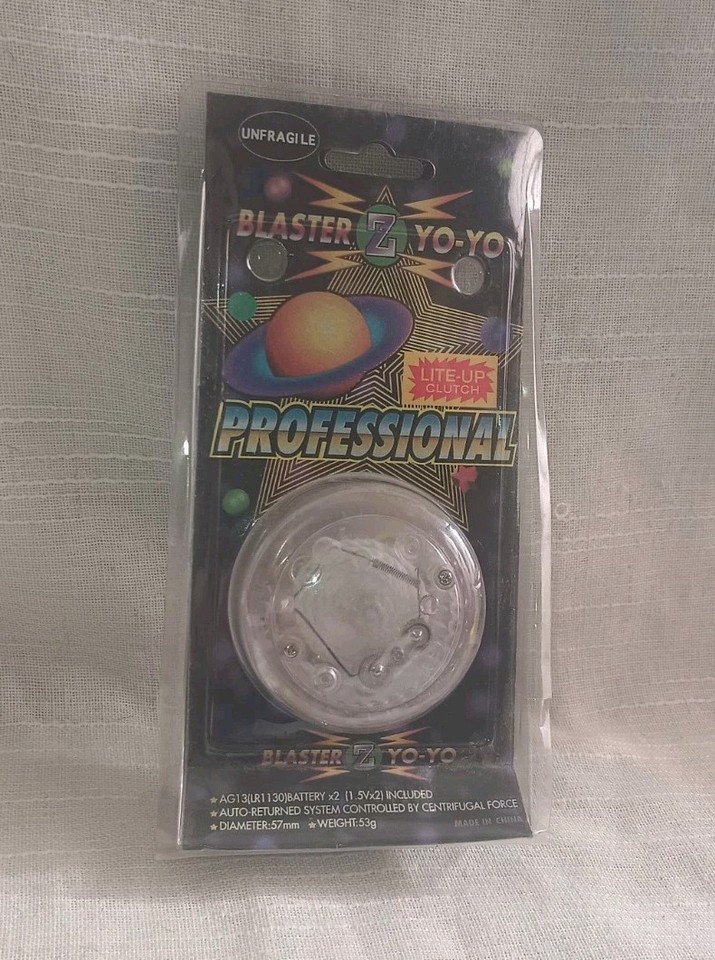 UNFRAGILE
BLASTER Z YO-YO
LITE-UP
CLUTCH
PROFESSIONAL
BLASTER Z YO-YO
★AG13(LR1130)BATTERY x2 (1.5Vx2) INCLUDED
★AUTO-RETURNED SYSTEM CONTROLLED BY CENTRIFUGAL FORCE
★DIAMETER:57mm ★WEIGHT:53g
MADE IN CHINA